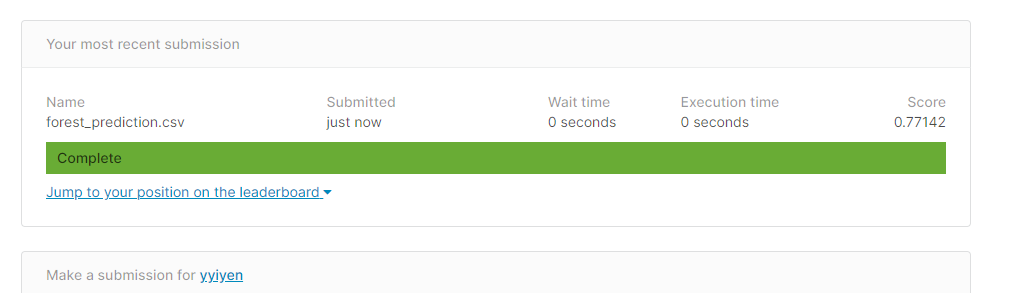 Your most recent submission
Name Submitted Wait time Execution time Score
forest_prediction.csv just now 0 seconds 0 seconds 0.77142
Complete
Jump to your position on the leaderboard
Make a submission for yyiyen